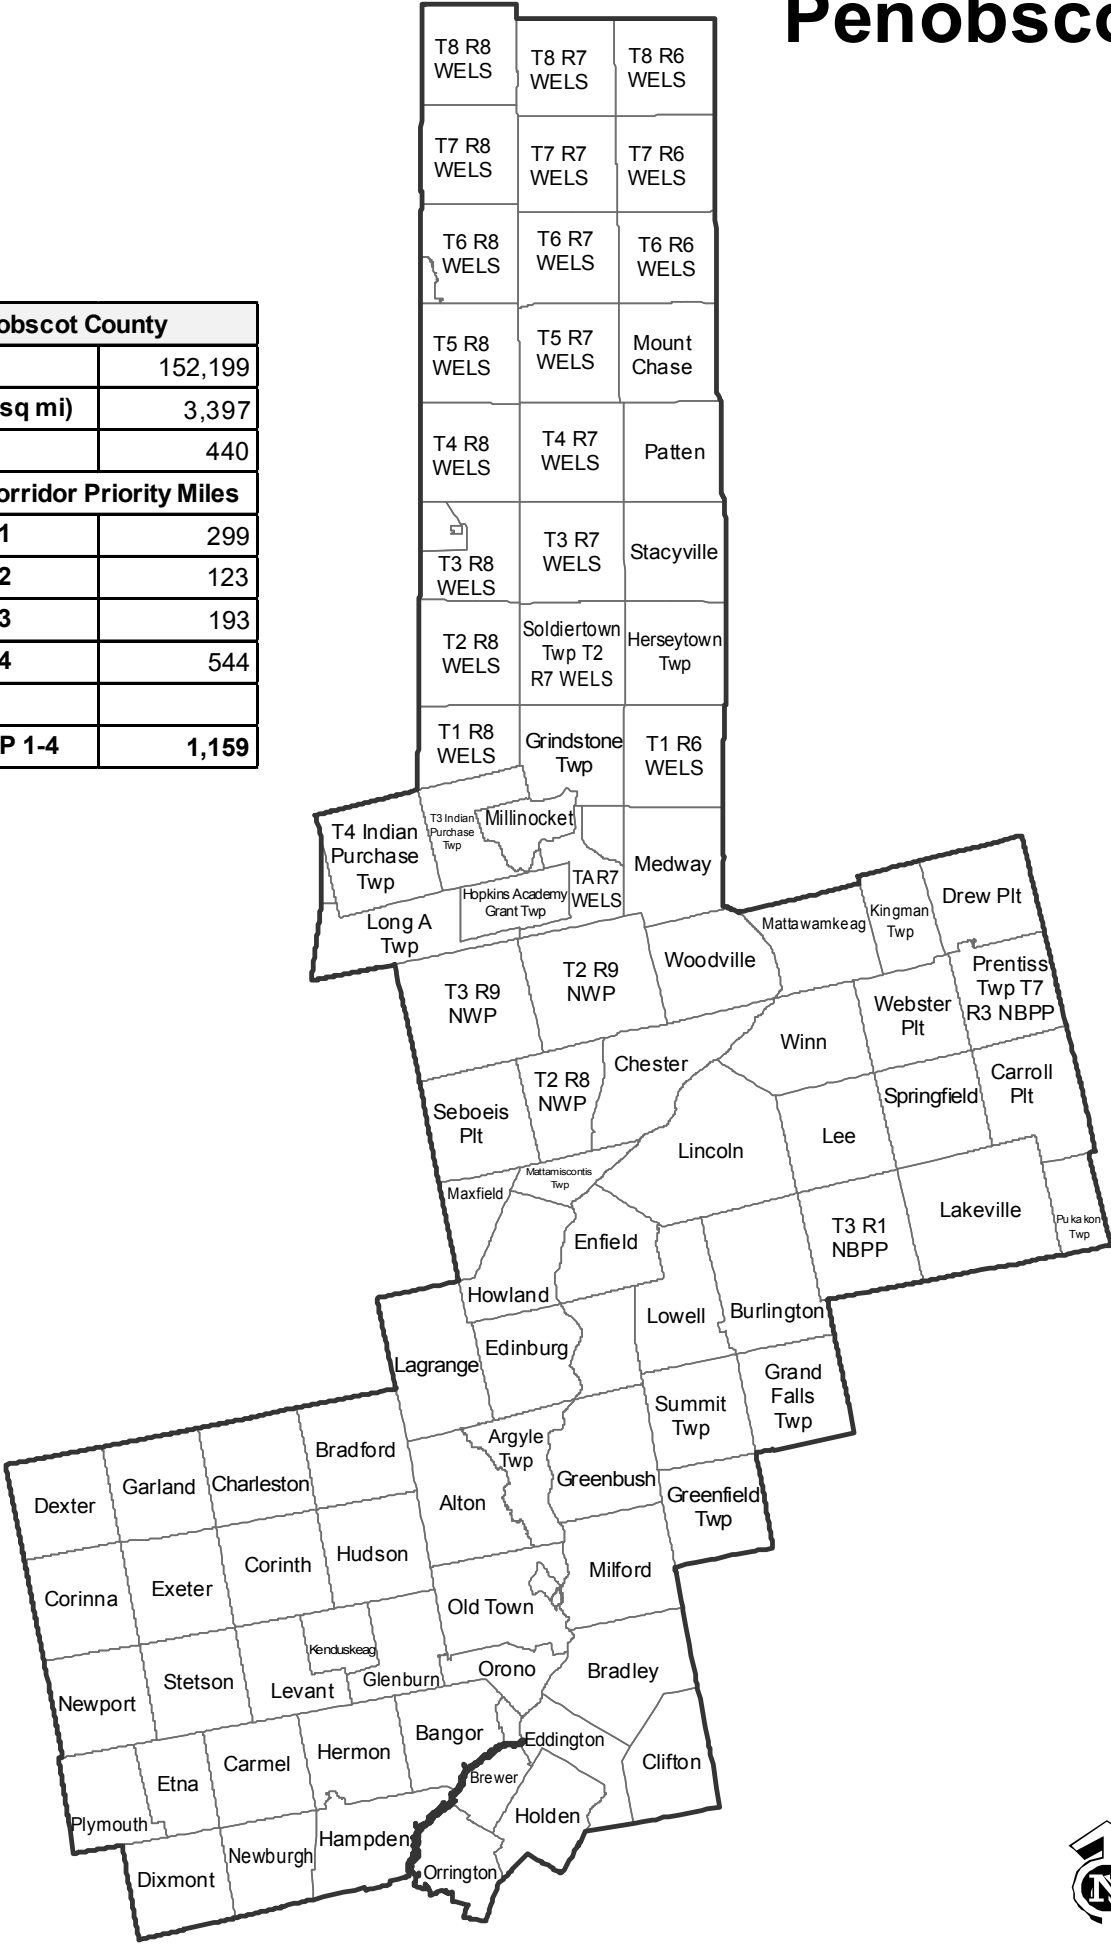 Penobsco
obscot County
152,199
sq mi) 3,397
440
orridor Priority Miles
1 299
2 123
3 193
4 544
P 1-4 1,159
T8 R8
WELS
T8 R7
WELS
T8 R6
WELS
T7 R8
WELS
T7 R7
WELS
T7 R6
WELS
T6 R8
WELS
T6 R7
WELS
T6 R6
WELS
T5 R8
WELS
T5 R7
WELS
Mount
Chase
T4 R8
WELS
T4 R7
WELS
Patten
T3 R8
WELS
T3 R7
WELS
Stacyville
T2 R8
WELS
Soldiertown
Twp T2
R7 WELS
Herseytown
Twp
T1 R8
WELS
Grindstone
Twp
T1 R6
WELS
T4 Indian
Purchase
Twp
T3 Indian
Purchase
Twp
Millinocket
Medway
Hopkins Academy
Grant Twp
TA R7
WELS
Long A
Twp
Mattawamkeag
Kingman
Twp
Drew Plt
T3 R9
NWP
T2 R9
NWP
Woodville
Webster
Plt
Prentiss
Twp T7
R3 NBPP
Winn
Chester
T2 R8
NWP
Seboeis
Plt
Springfield
Carroll
Plt
Lincoln
Lee
Mattamiscontis
Twp
Maxfield
Enfield
T3 R1
NBPP
Lakeville
Pukakon
Twp
Howland
Lowell
Burlington
Edinburg
Lagrange
Grand
Falls
Twp
Summit
Twp
Bradford
Argyle
Twp
Greenbush
Greenfield
Twp
Dexter
Garland
Charleston
Alton
Corinna
Exeter
Corinth
Hudson
Milford
Old Town
Kenduskeag
Newport
Stetson
Levant
Glenburn
Orono
Bradley
Bangor
Eddington
Etna
Carmel
Hermon
Brewer
Clifton
Plymouth
Holden
Dixmont
Newburgh
Hampden
Orrington
N